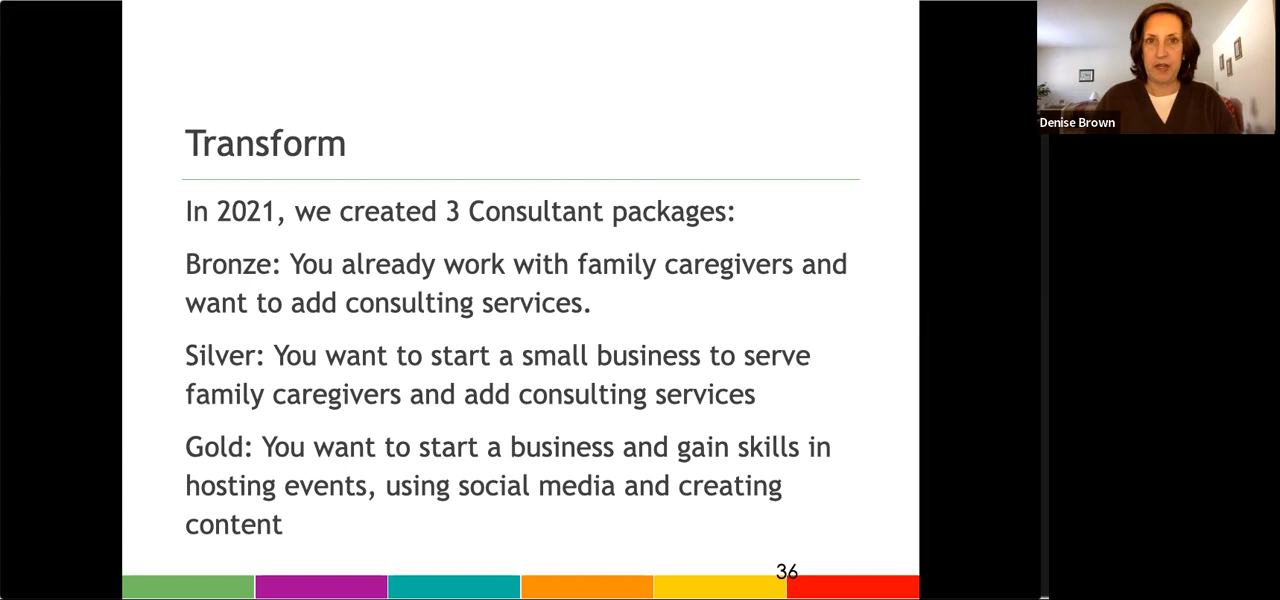 Transform
In 2021, we created 3 Consultant packages:
Bronze: You already work with family caregivers and
want to add consulting services.
Silver: You want to start a small business to serve
family caregivers and add consulting services
Gold: You want to start a business and gain skills in
hosting events, using social media and creating
content
36
Denise Brown